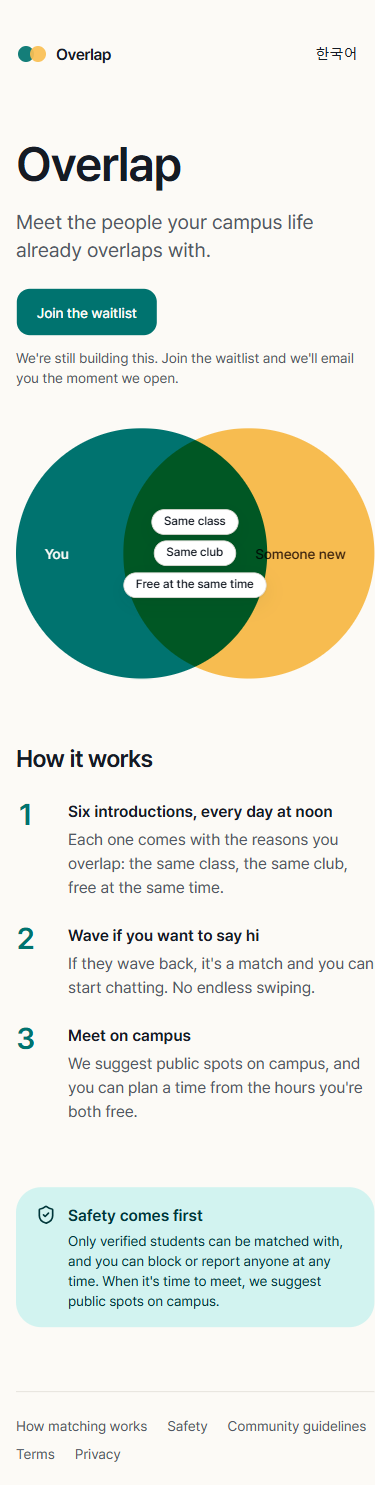 Overlap
한국어
Overlap
Meet the people your campus life
already overlaps with.
Join the waitlist
We're still building this. Join the waitlist and we'll email
you the moment we open.
Same class
You
Same club
Someone new
Free at the same time
How it works
1
Six introductions, every day at noon
Each one comes with the reasons you
overlap: the same class, the same club,
free at the same time.
2
Wave if you want to say hi
If they wave back, it's a match and you can
start chatting. No endless swiping.
3
Meet on campus
We suggest public spots on campus, and
you can plan a time from the hours you're
both free.
Safety comes first
Only verified students can be matched with,
and you can block or report anyone at any
time. When it's time to meet, we suggest
public spots on campus.
How matching works Safety Community guidelines
Terms Privacy